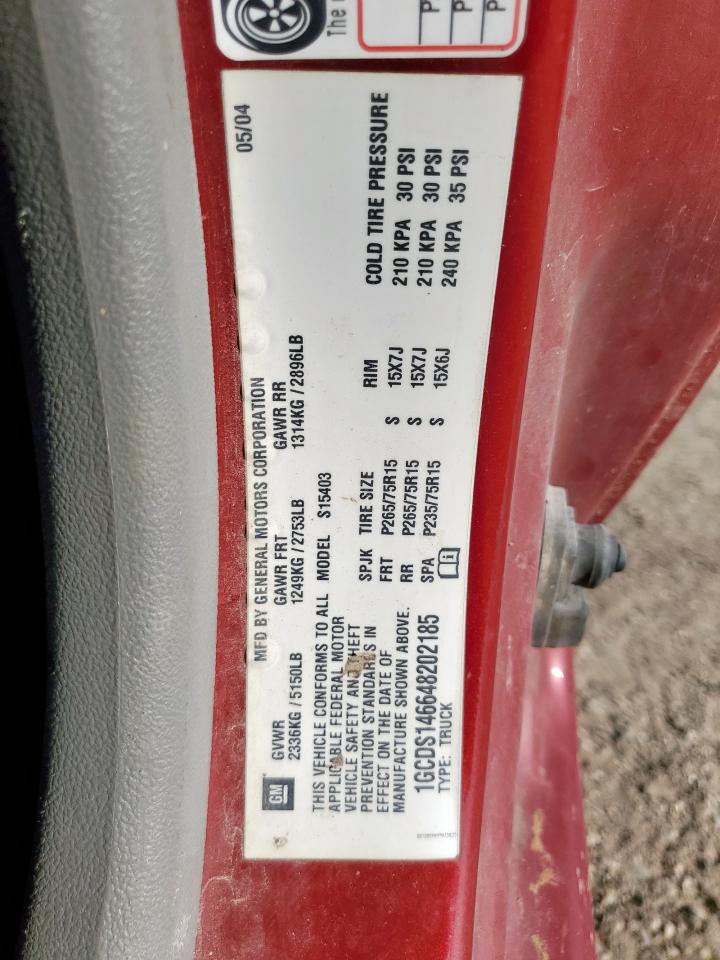 The
P
P
P
MFD BY GENERAL MOTORS CORPORATION 05/04
GM
GVWR GAWR FRT GAWR RR
2336KG / 5150LB 1249KG / 2753LB 1314KG / 2896LB
THIS VEHICLE CONFORMS TO ALL
APPLICABLE FEDERAL MOTOR
VEHICLE SAFETY AND THEFT
PREVENTION STANDARDS IN
EFFECT ON THE DATE OF
MANUFACTURE SHOWN ABOVE.
1GCDS146648202185
TYPE: TRUCK
MODEL S15403
SPJK TIRE SIZE RIM COLD TIRE PRESSURE
FRT P265/75R15 S 15X7J 210 KPA 30 PSI
RR P265/75R15 S 15X7J 210 KPA 30 PSI
SPA P235/75R15 S 15X6J 240 KPA 35 PSI